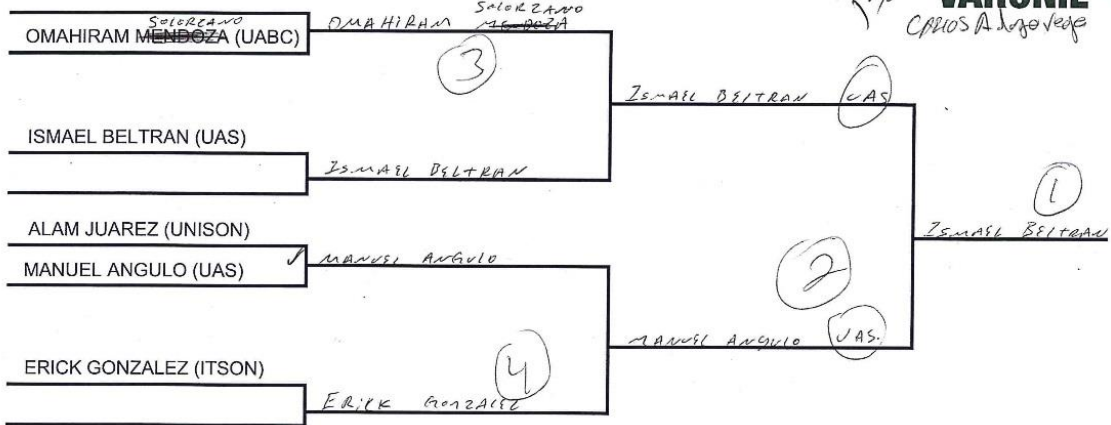 VARONIL
SOLORZANO
OMAHIRAM MENDOZA (UABC)
SOLORZANO
OMAHIRAM MENDOZA
3
ISMAEL BELTRAN UAS
ISMAEL BELTRAN (UAS)
ISMAEL BELTRAN
1
ISMAEL BELTRAN
ALAM JUAREZ (UNISON)
MANUEL ANGULO (UAS)
MANUEL ANGULO
2
MANUEL ANGULO UAS.
ERICK GONZALEZ (ITSON)
4
ERICK GONZALEZ